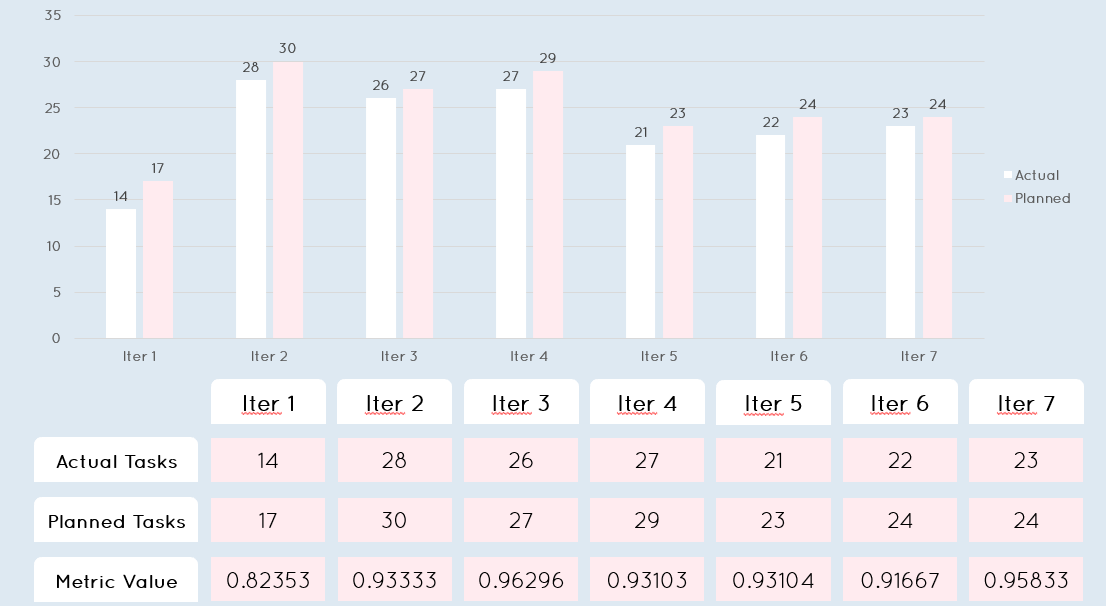 35
30
25
20
15
10
5
0
14 17 28 30 26 27 27 29 21 23 22 24 23 24
Iter 1 Iter 2 Iter 3 Iter 4 Iter 5 Iter 6 Iter 7
Actual
Planned
Iter 1 Iter 2 Iter 3 Iter 4 Iter 5 Iter 6 Iter 7
Actual Tasks 14 28 26 27 21 22 23
Planned Tasks 17 30 27 29 23 24 24
Metric Value 0.82353 0.93333 0.96296 0.93103 0.93104 0.91667 0.95833